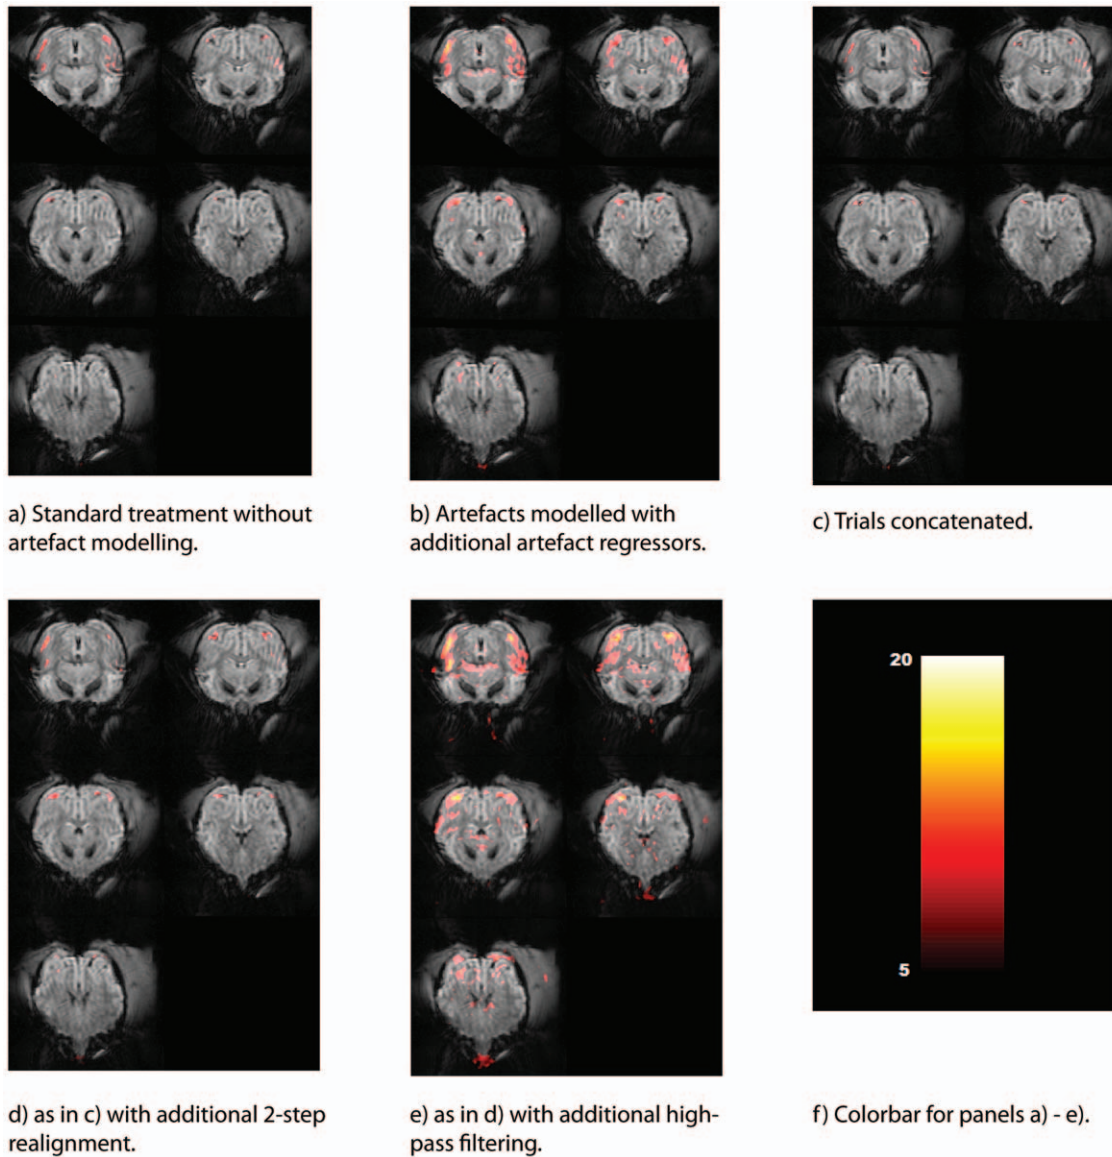 a) Standard treatment without
artefact modelling.
b) Artefacts modelled with
additional artefact regressors.
c) Trials concatenated.
d) as in c) with additional 2-step
realignment.
e) as in d) with additional high-
pass filtering.
20
5
f) Colorbar for panels a) - e).